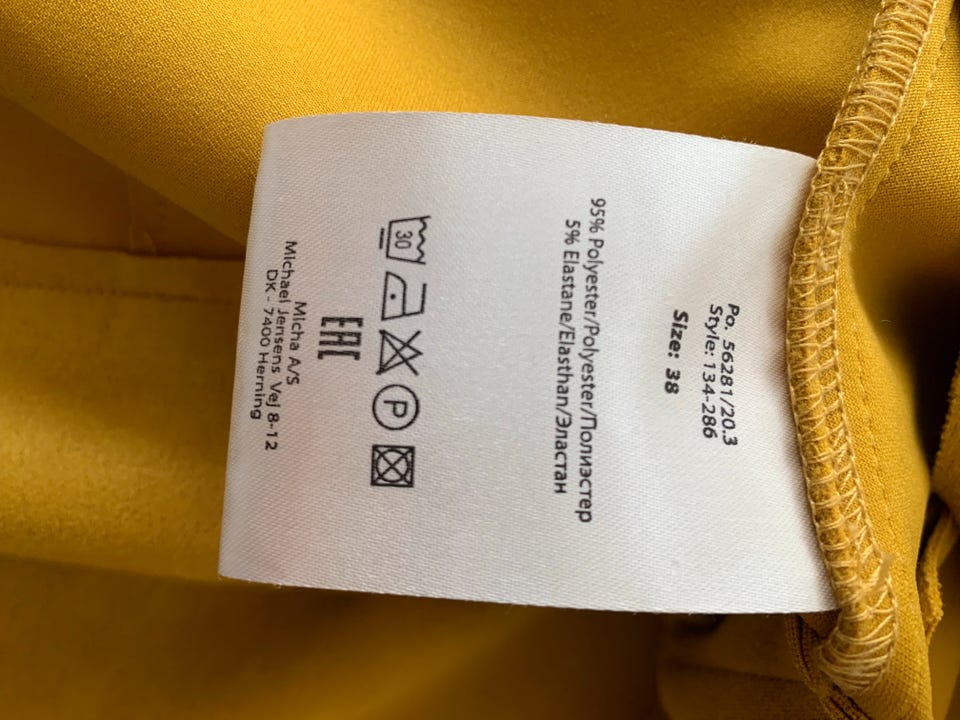 Po. 56281/20.3
Style: 134-286
Size: 38
95% Polyester/Polyester/Полиэстер
5% Elastane/Elasthan/Эластан
30
P
EAC
Micha A/S
Michael Jensens Vej 8-12
DK - 7400 Herning